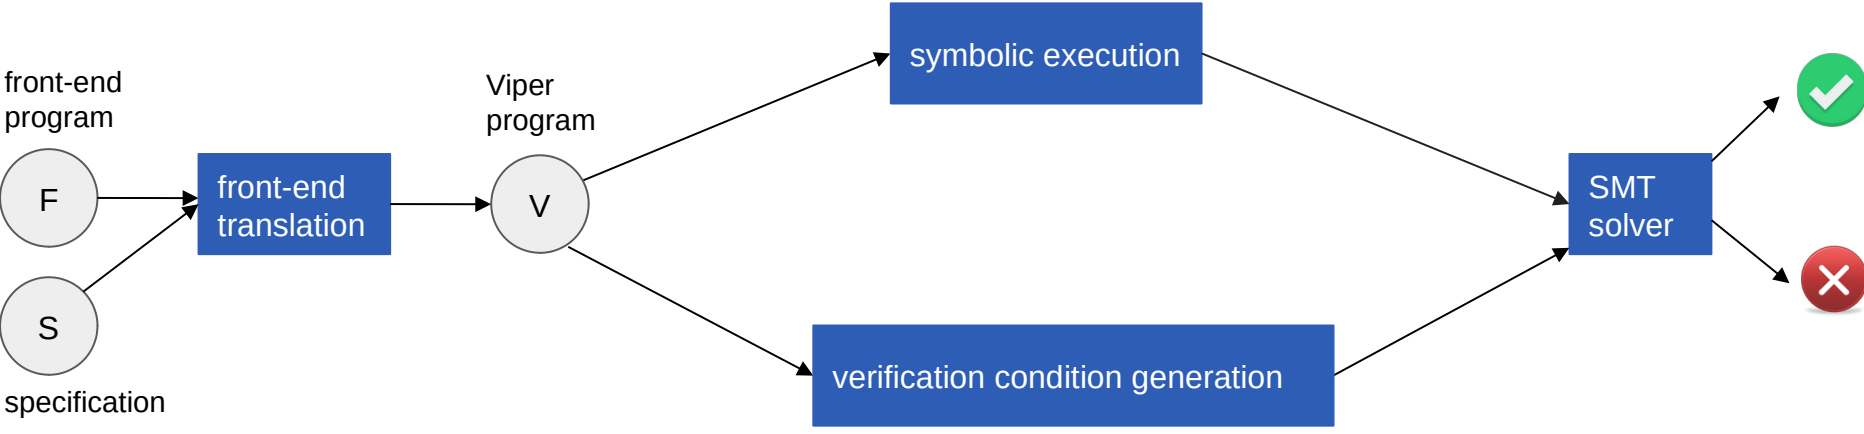 front-end
program
F
S
specification
front-end
translation
Viper
program
V
symbolic execution
verification condition generation
SMT
solver